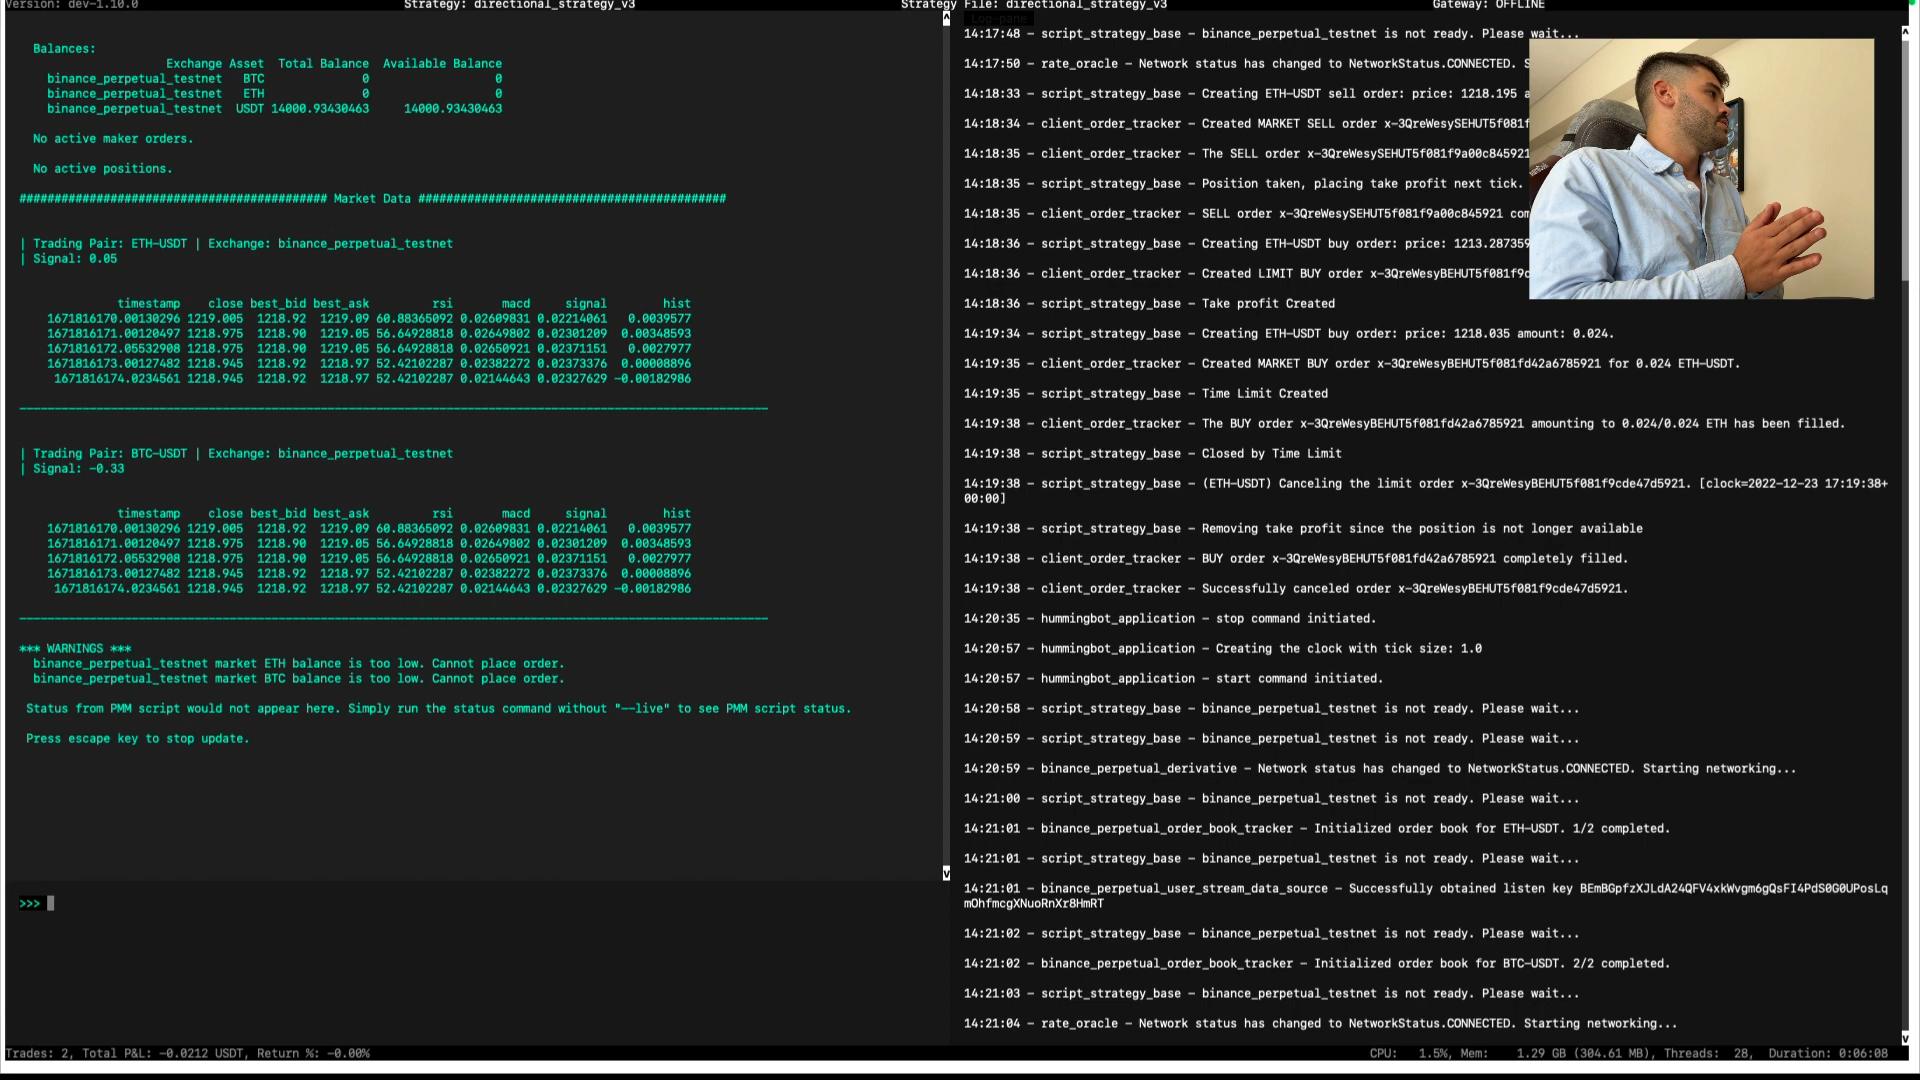 Version: dev-1.10.0 Strategy: directional_strategy_v3 Strategy File: directional_strategy_v3 Gateway: OFFLINE
Balances:
Exchange Asset Total Balance Available Balance
binance_perpetual_testnet BTC 0 0
binance_perpetual_testnet ETH 0 0
binance_perpetual_testnet USDT 14000.93430463 14000.93430463
No active maker orders.
No active positions.
############################################ Market Data ############################################
| Trading Pair: ETH-USDT | Exchange: binance_perpetual_testnet
| Signal: 0.05
timestamp close best_bid best_ask rsi macd signal hist
1671816170.00130296 1219.005 1218.92 1219.09 60.88365092 0.02609831 0.02214061 0.0039577
1671816171.00120497 1218.975 1218.90 1219.05 56.64928818 0.02649802 0.02301209 0.00348593
1671816172.05532908 1218.975 1218.90 1219.05 56.64928818 0.02650921 0.02371151 0.0027977
1671816173.00127482 1218.945 1218.92 1218.97 52.42102287 0.02382272 0.02373376 0.00008896
1671816174.0234561 1218.945 1218.92 1218.97 52.42102287 0.02144643 0.02327629 -0.00182986
| Trading Pair: BTC-USDT | Exchange: binance_perpetual_testnet
| Signal: -0.33
timestamp close best_bid best_ask rsi macd signal hist
1671816170.00130296 1219.005 1218.92 1219.09 60.88365092 0.02609831 0.02214061 0.0039577
1671816171.00120497 1218.975 1218.90 1219.05 56.64928818 0.02649802 0.02301209 0.00348593
1671816172.05532908 1218.975 1218.90 1219.05 56.64928818 0.02650921 0.02371151 0.0027977
1671816173.00127482 1218.945 1218.92 1218.97 52.42102287 0.02382272 0.02373376 0.00008896
1671816174.0234561 1218.945 1218.92 1218.97 52.42102287 0.02144643 0.02327629 -0.00182986
*** WARNINGS ***
binance_perpetual_testnet market ETH balance is too low. Cannot place order.
binance_perpetual_testnet market BTC balance is too low. Cannot place order.
Status from PMM script would not appear here. Simply run the status command without "--live" to see PMM script status.
Press escape key to stop update.
>>>
Log-pane
14:17:48 - script_strategy_base - binance_perpetual_testnet is not ready. Please wait...
14:17:50 - rate_oracle - Network status has changed to NetworkStatus.CONNECTED. S
14:18:33 - script_strategy_base - Creating ETH-USDT sell order: price: 1218.195 a
14:18:34 - client_order_tracker - Created MARKET SELL order x-3QreWesySEHUT5f081f
14:18:35 - client_order_tracker - The SELL order x-3QreWesySEHUT5f081f9a00c845921
14:18:35 - script_strategy_base - Position taken, placing take profit next tick.
14:18:35 - client_order_tracker - SELL order x-3QreWesySEHUT5f081f9a00c845921 com
14:18:36 - script_strategy_base - Creating ETH-USDT buy order: price: 1213.287359
14:18:36 - client_order_tracker - Created LIMIT BUY order x-3QreWesyBEHUT5f081f9c
14:18:36 - script_strategy_base - Take profit Created
14:19:34 - script_strategy_base - Creating ETH-USDT buy order: price: 1218.035 amount: 0.024.
14:19:35 - client_order_tracker - Created MARKET BUY order x-3QreWesyBEHUT5f081fd42a6785921 for 0.024 ETH-USDT.
14:19:35 - script_strategy_base - Time Limit Created
14:19:38 - client_order_tracker - The BUY order x-3QreWesyBEHUT5f081fd42a6785921 amounting to 0.024/0.024 ETH has been filled.
14:19:38 - script_strategy_base - Closed by Time Limit
14:19:38 - script_strategy_base - (ETH-USDT) Canceling the limit order x-3QreWesyBEHUT5f081f9cde47d5921. [clock=2022-12-23 17:19:38+
00:00]
14:19:38 - script_strategy_base - Removing take profit since the position is not longer available
14:19:38 - client_order_tracker - BUY order x-3QreWesyBEHUT5f081fd42a6785921 completely filled.
14:19:38 - client_order_tracker - Successfully canceled order x-3QreWesyBEHUT5f081f9cde47d5921.
14:20:35 - hummingbot_application - stop command initiated.
14:20:57 - hummingbot_application - Creating the clock with tick size: 1.0
14:20:57 - hummingbot_application - start command initiated.
14:20:58 - script_strategy_base - binance_perpetual_testnet is not ready. Please wait...
14:20:59 - script_strategy_base - binance_perpetual_testnet is not ready. Please wait...
14:20:59 - binance_perpetual_derivative - Network status has changed to NetworkStatus.CONNECTED. Starting networking...
14:21:00 - script_strategy_base - binance_perpetual_testnet is not ready. Please wait...
14:21:01 - binance_perpetual_order_book_tracker - Initialized order book for ETH-USDT. 1/2 completed.
14:21:01 - script_strategy_base - binance_perpetual_testnet is not ready. Please wait...
14:21:01 - binance_perpetual_user_stream_data_source - Successfully obtained listen key BEmBGpfzXJLdA24QFV4xkWvgm6gQsFI4PdS0G0UPosLq
mOhfmcgXNuoRnXr8HmRT
14:21:02 - script_strategy_base - binance_perpetual_testnet is not ready. Please wait...
14:21:02 - binance_perpetual_order_book_tracker - Initialized order book for BTC-USDT. 2/2 completed.
14:21:03 - script_strategy_base - binance_perpetual_testnet is not ready. Please wait...
14:21:04 - rate_oracle - Network status has changed to NetworkStatus.CONNECTED. Starting networking...
Trades: 2, Total P&L: -0.0212 USDT, Return %: -0.00% CPU: 1.5%, Mem: 1.29 GB (304.61 MB), Threads: 28, Duration: 0:06:08